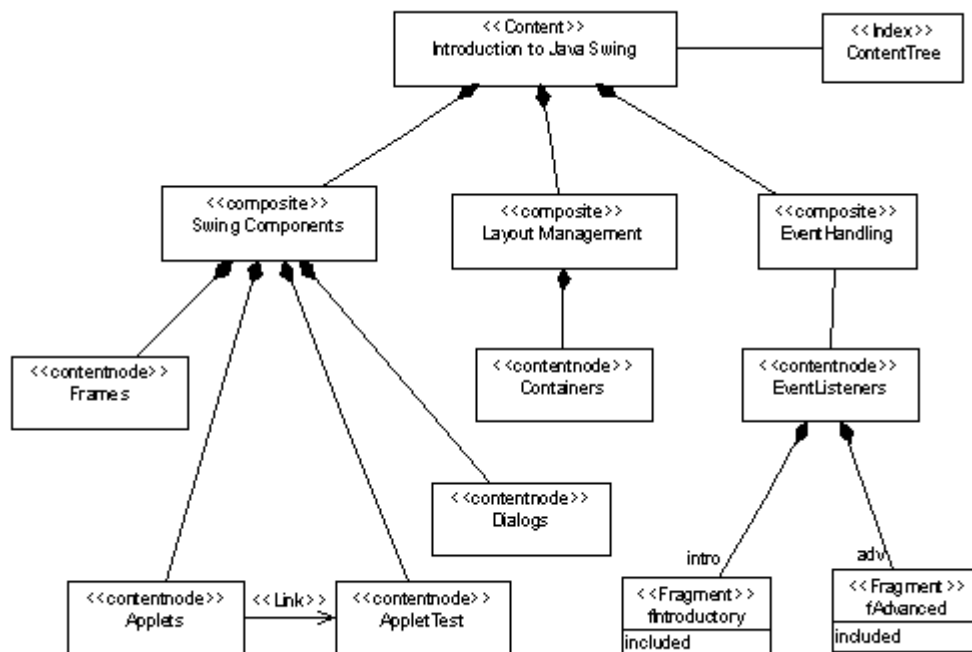 <<Content>>
Introduction to Java Swing
<<Index>>
ContentTree
<<composite>>
Swing Components
<<composite>>
Layout Management
<<composite>>
EventHandling
<<contentnode>>
Frames
<<contentnode>>
Containers
<<contentnode>>
EventListeners
<<contentnode>>
Dialogs
intro
adv
<<contentnode>>
Applets
<<Link>>
<<contentnode>>
AppletTest
<<Fragment>>
fIntroductory
included
<<Fragment>>
fAdvanced
included